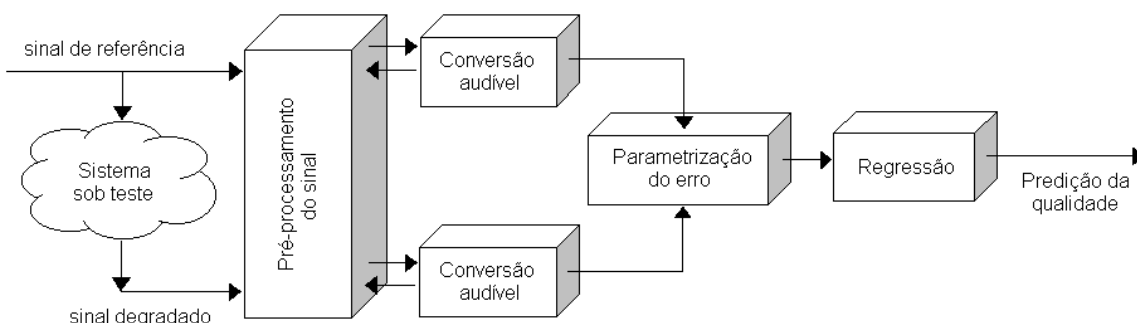 sinal de referência
Sistema
sob teste
sinal degradado
Pré-processamento
do sinal
Conversão
audível
Conversão
audível
Parametrização
do erro
Regressão
Predição da
qualidade